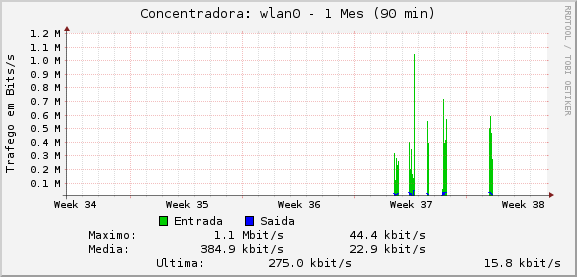 Concentradora: wlan0 - 1 Mes (90 min)
RRDTOOL / TOBI OETIKER
Trafego em Bits/s
1.2 M
1.1 M
1.0 M
0.9 M
0.8 M
0.7 M
0.6 M
0.5 M
0.4 M
0.3 M
0.2 M
0.1 M
Week 34 Week 35 Week 36 Week 37 Week 38
Entrada Saida
Maximo: 1.1 Mbit/s 44.4 kbit/s
Media: 384.9 kbit/s 22.9 kbit/s
Ultima: 275.0 kbit/s 15.8 kbit/s